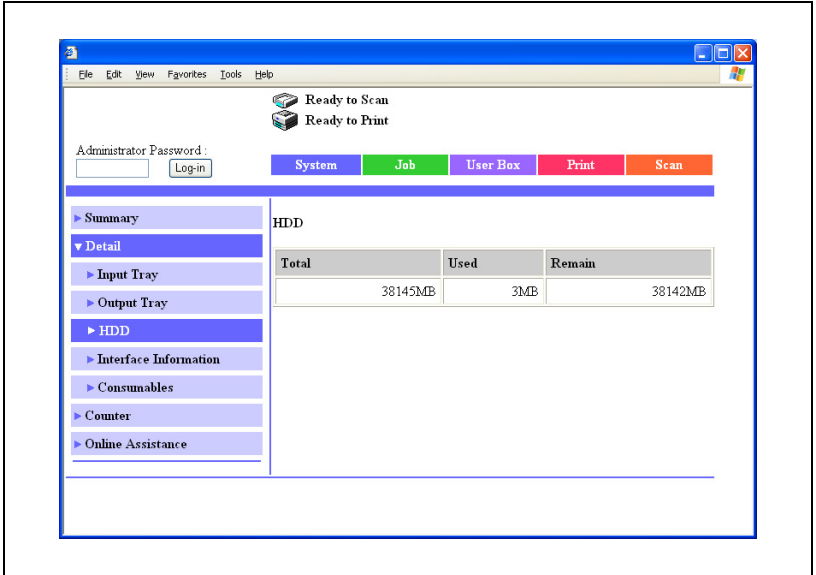 File Edit View Favorites Tools Help
Ready to Scan
Ready to Print
Administrator Password :
Log-in
System Job User Box Print Scan
Summary
Detail
Input Tray
Output Tray
HDD
Interface Information
Consumables
Counter
Online Assistance
HDD
Total Used Remain
38145MB 3MB 38142MB